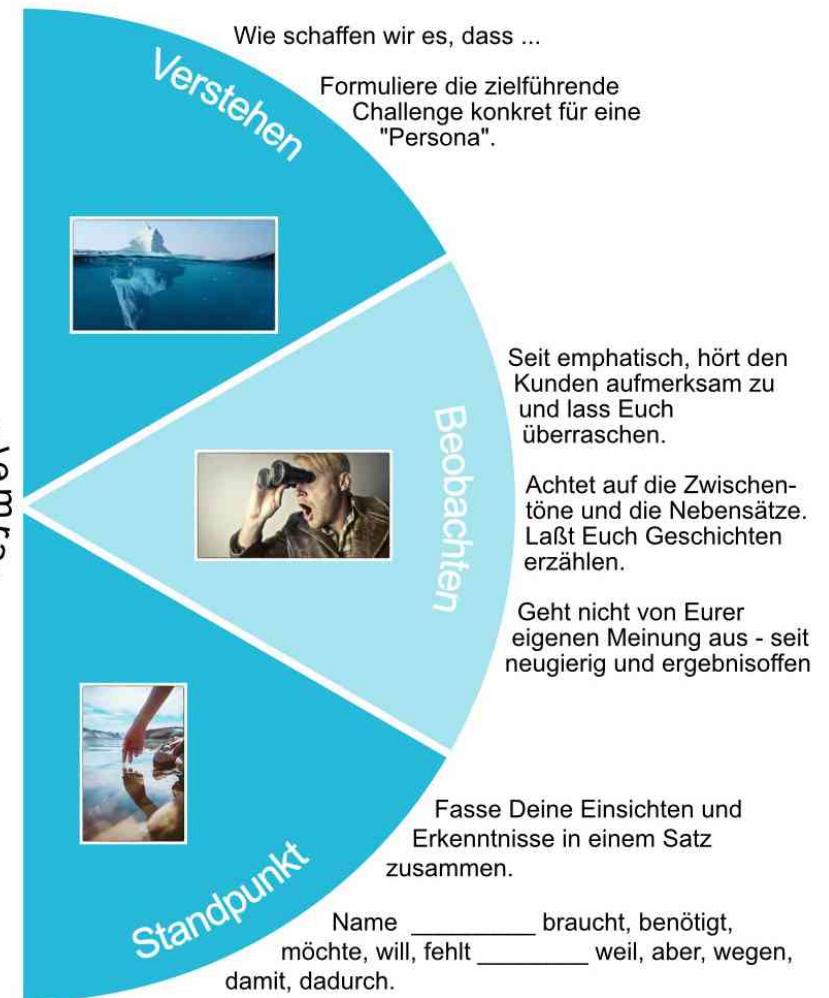 Verstehen
Wie schaffen wir es, dass ...
Formuliere die zielführende
Challenge konkret für eine
"Persona".
Beobachten
Seit emphatisch, hört den
Kunden aufmerksam zu
und lass Euch
überraschen.
Achtet auf die Zwischen-
töne und die Nebensätze.
Laßt Euch Geschichten
erzählen.
Geht nicht von Eurer
eigenen Meinung aus - seit
neugierig und ergebnisoffen
Standpunkt
Fasse Deine Einsichten und
Erkenntnisse in einem Satz
zusammen.
Name __________ braucht, benötigt,
möchte, will, fehlt _________ weil, aber, wegen,
damit, dadurch.